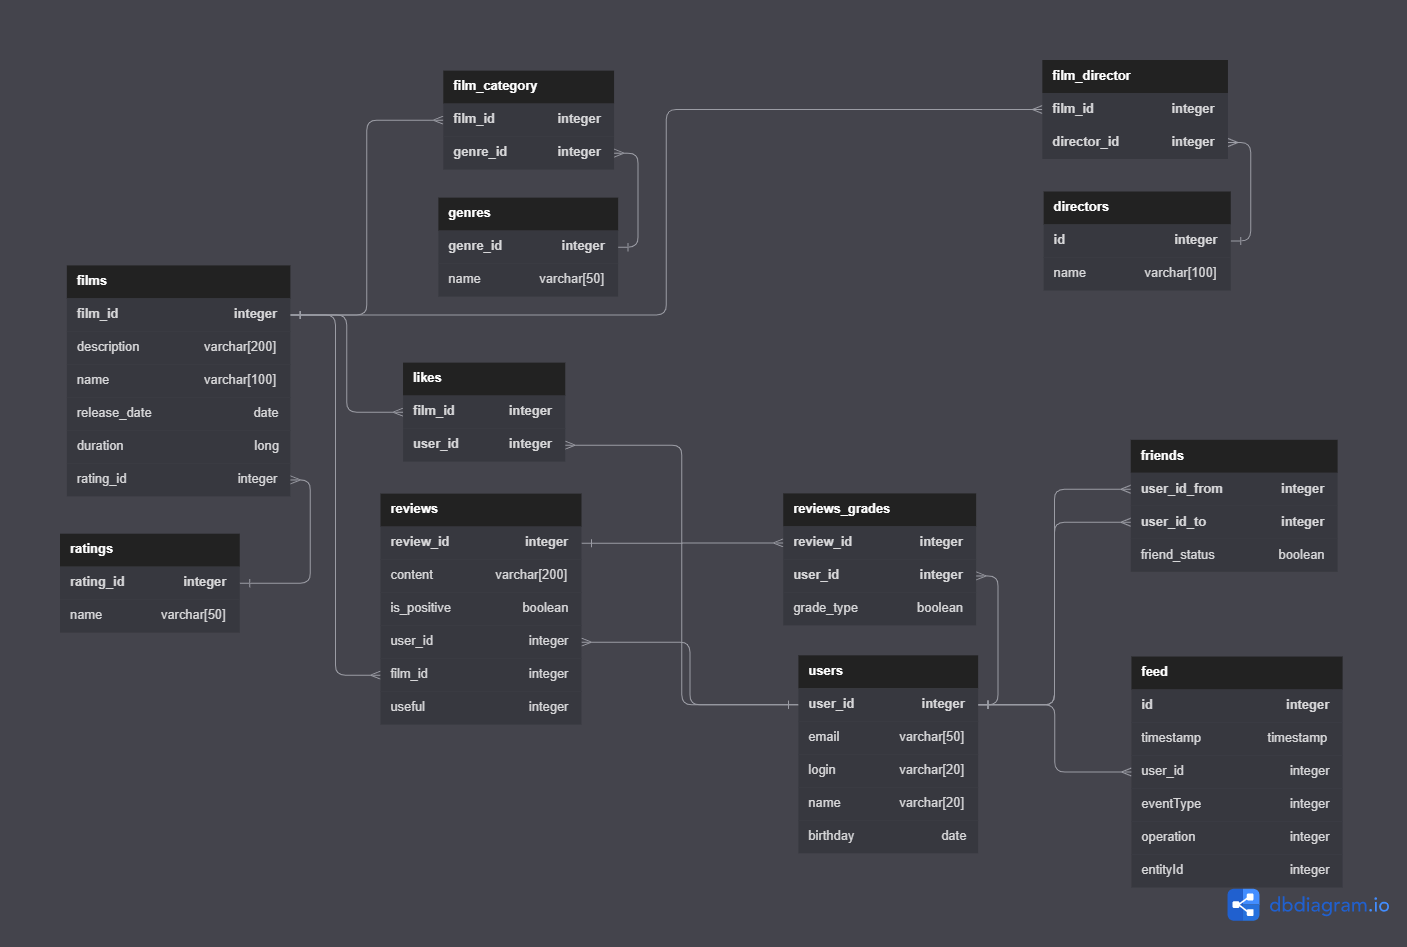 film_category
film_id integer
genre_id integer
genres
genre_id integer
name varchar[50]
film_director
film_id integer
director_id integer
directors
id integer
name varchar[100]
films
film_id integer
description varchar[200]
name varchar[100]
release_date date
duration long
rating_id integer
ratings
rating_id integer
name varchar[50]
likes
film_id integer
user_id integer
reviews
review_id integer
content varchar[200]
is_positive boolean
user_id integer
film_id integer
useful integer
reviews_grades
review_id integer
user_id integer
grade_type boolean
users
user_id integer
email varchar[50]
login varchar[20]
name varchar[20]
birthday date
friends
user_id_from integer
user_id_to integer
friend_status boolean
feed
id integer
timestamp timestamp
user_id integer
eventType integer
operation integer
entityId integer
dbdiagram.io